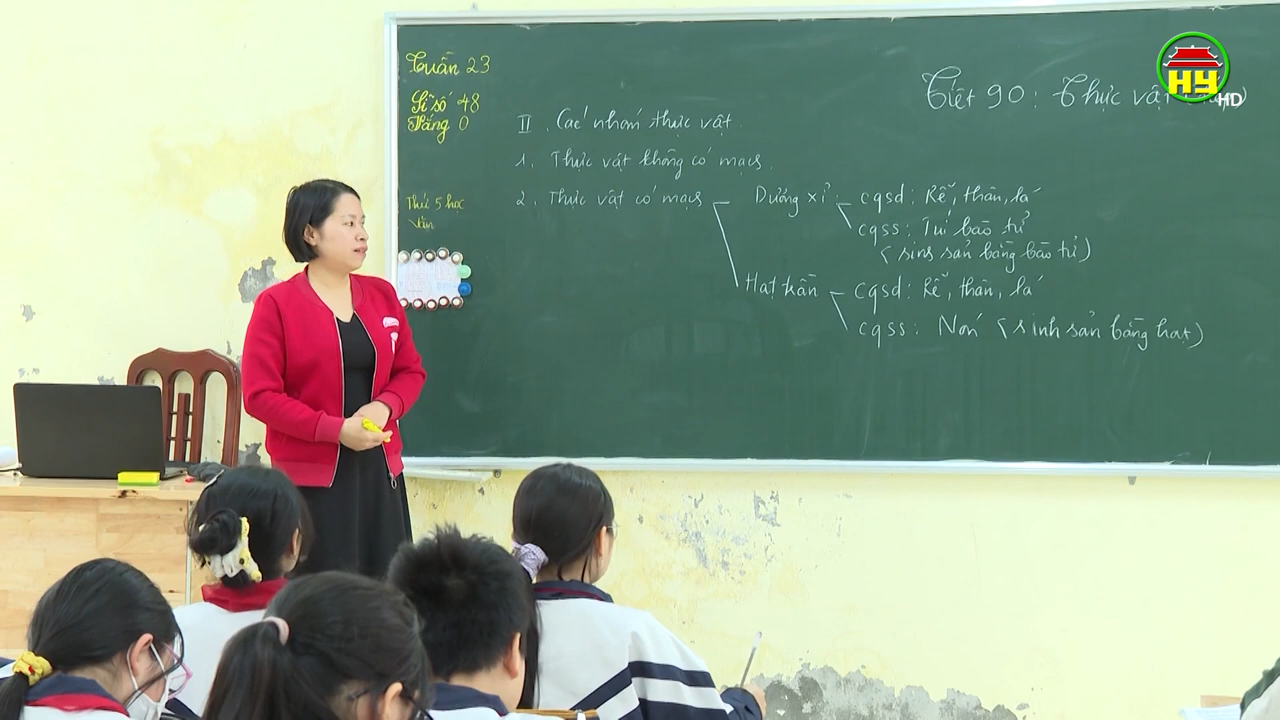 Tuần 23
Sĩ số 48
Vắng 0
Thứ 5 học
Văn
Tiết 90: Thực vật
II. Các nhóm thực vật
1. Thực vật không có mạch.
2. Thực vật có mạch
Dương xỉ
cqsd: Rễ, thân, lá
cqss: Túi bào tử
(sinh sản bằng bào tử)
Hạt trần
cqsd: Rễ, thân, lá
cqss: Nón (sinh sản bằng hạt)
HY
HD